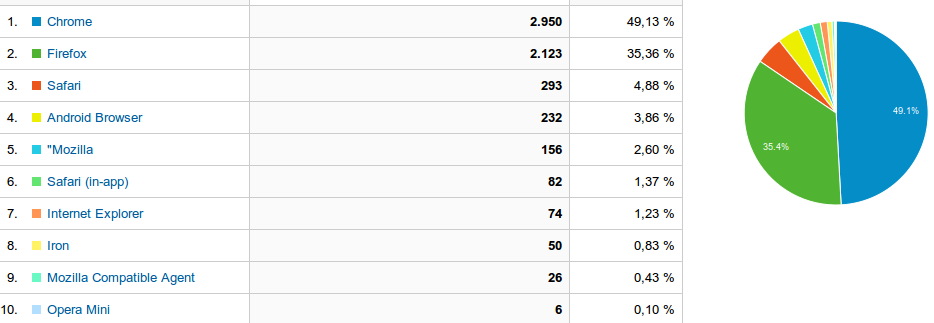 1. Chrome 2.950 49,13 %
2. Firefox 2.123 35,36 %
3. Safari 293 4,88 %
4. Android Browser 232 3,86 %
5. "Mozilla 156 2,60 %
6. Safari (in-app) 82 1,37 %
7. Internet Explorer 74 1,23 %
8. Iron 50 0,83 %
9. Mozilla Compatible Agent 26 0,43 %
10. Opera Mini 6 0,10 %
49.1%
35.4%